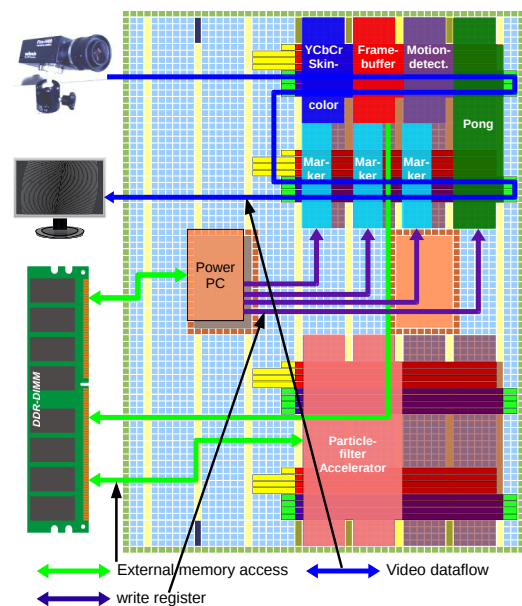 YCbCr
Skin-
color
Frame-
buffer
Motion-
detect.
Pong
Mar-
ker
Mar-
ker
Mar-
ker
Power
PC
DDR-DIMM
Particle-
filter
Accelerator
External memory access
Video dataflow
write register